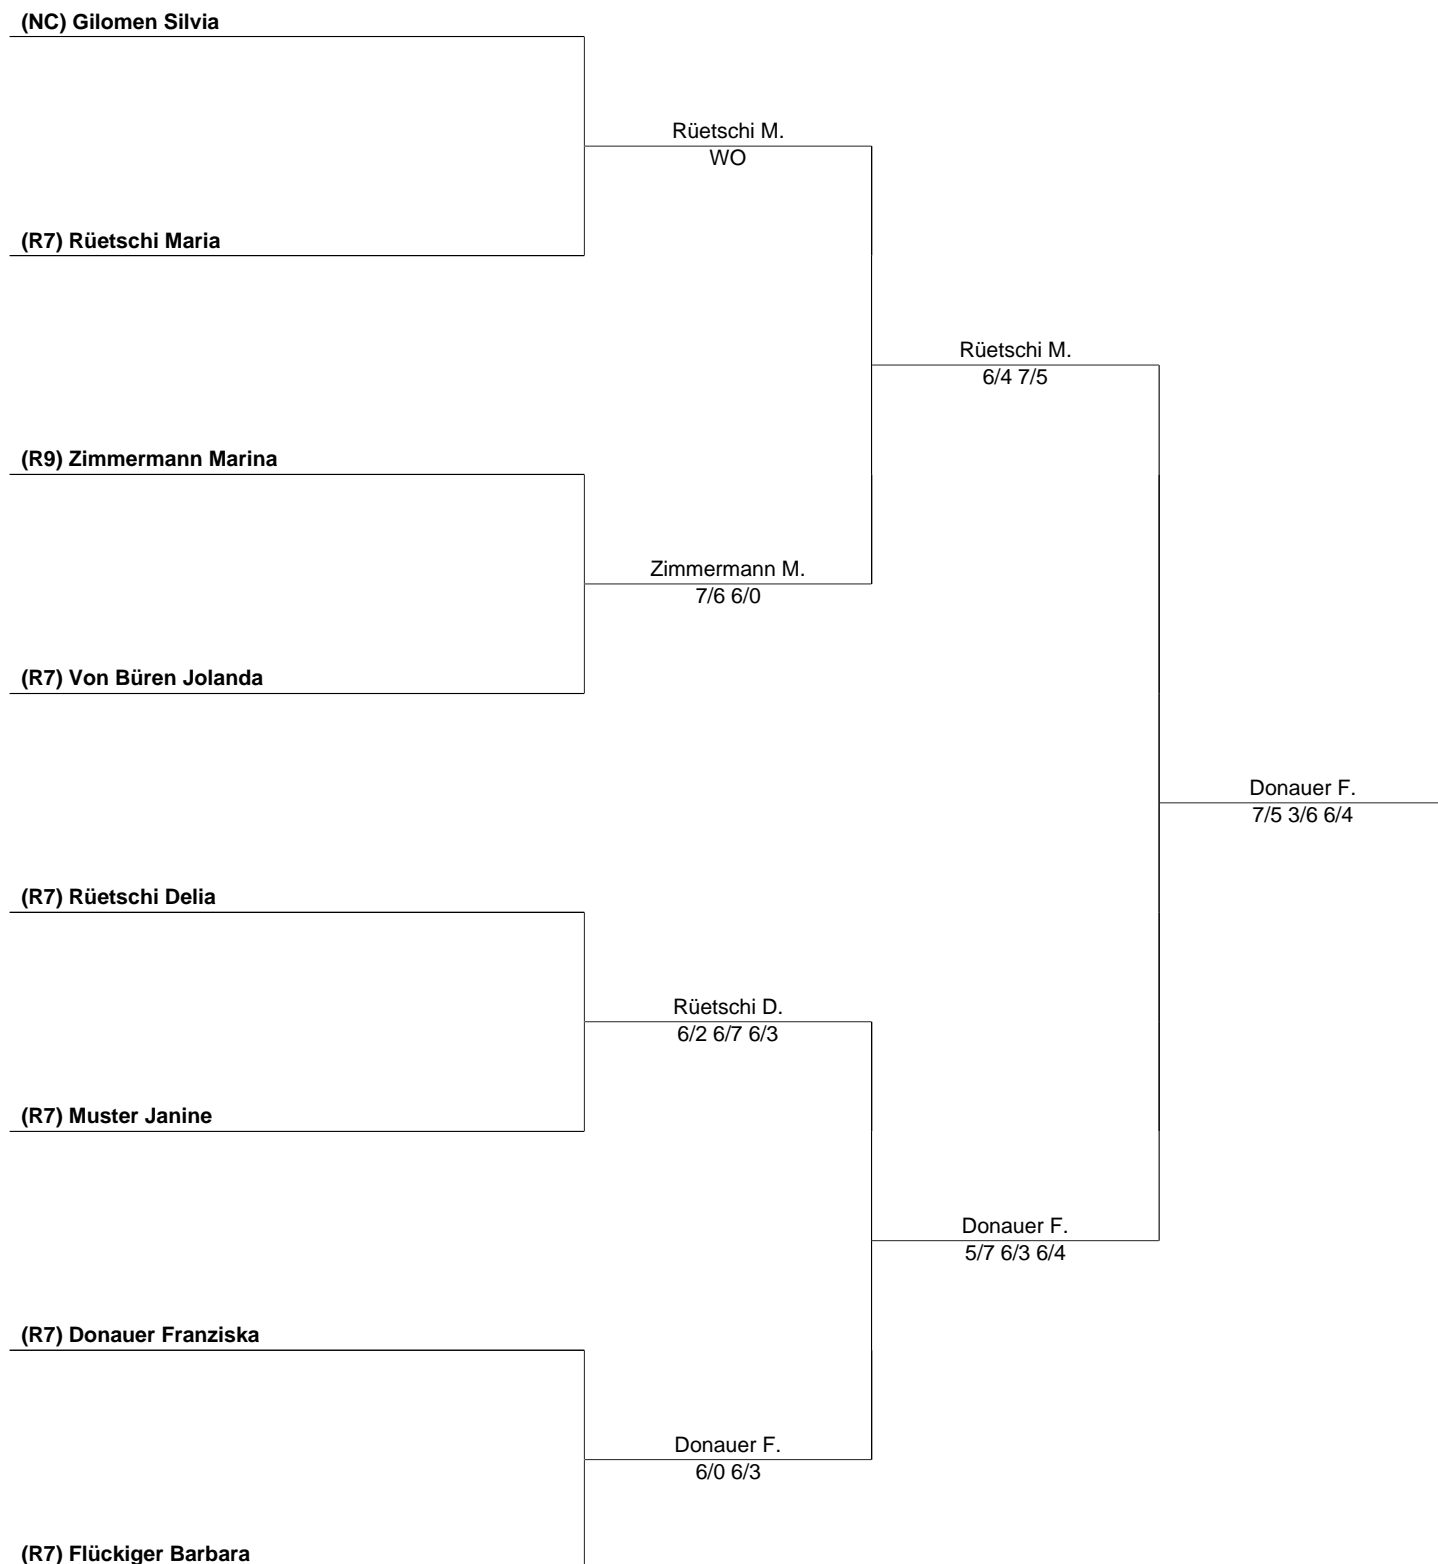 (NC) Gilomen Silvia
Rüetschi M.
WO
(R7) Rüetschi Maria
Rüetschi M.
6/4 7/5
(R9) Zimmermann Marina
Zimmermann M.
7/6 6/0
(R7) Von Büren Jolanda
Donauer F.
7/5 3/6 6/4
(R7) Rüetschi Delia
Rüetschi D.
6/2 6/7 6/3
(R7) Muster Janine
Donauer F.
5/7 6/3 6/4
(R7) Donauer Franziska
Donauer F.
6/0 6/3
(R7) Flückiger Barbara